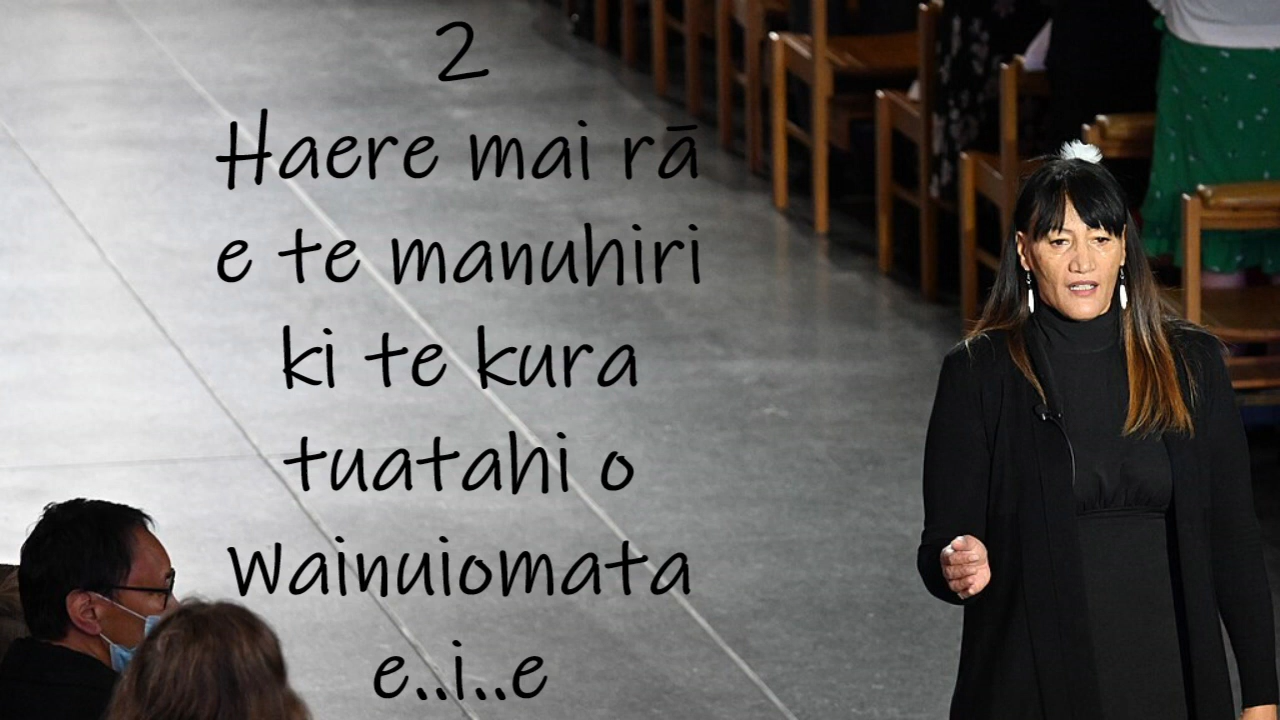 2
Haere mai rā
e te manuhiri
ki te kura
tuatahi o
Wainuiomata
e..i..e